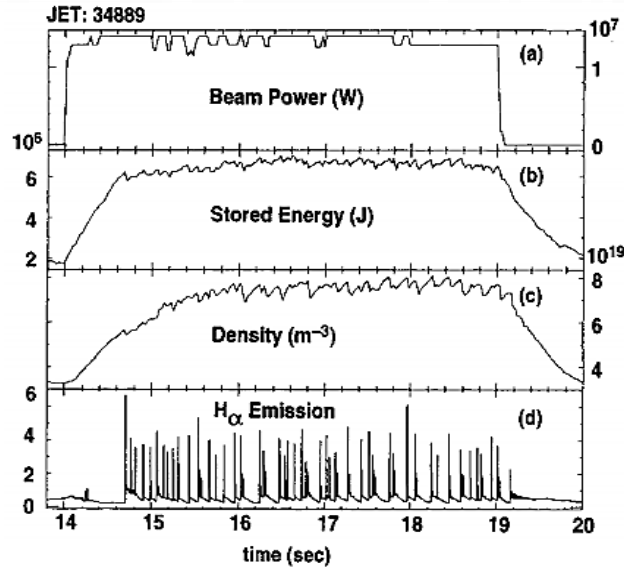 JET: 34889
10⁷
(a)
1
Beam Power (W)
10⁶ 0
6 (b)
4 Stored Energy (J)
2 10¹⁹
8
(c)
6
Density (m⁻³)
4
6 Hα Emission (d)
4
2
0
14 15 16 17 18 19 20
time (sec)